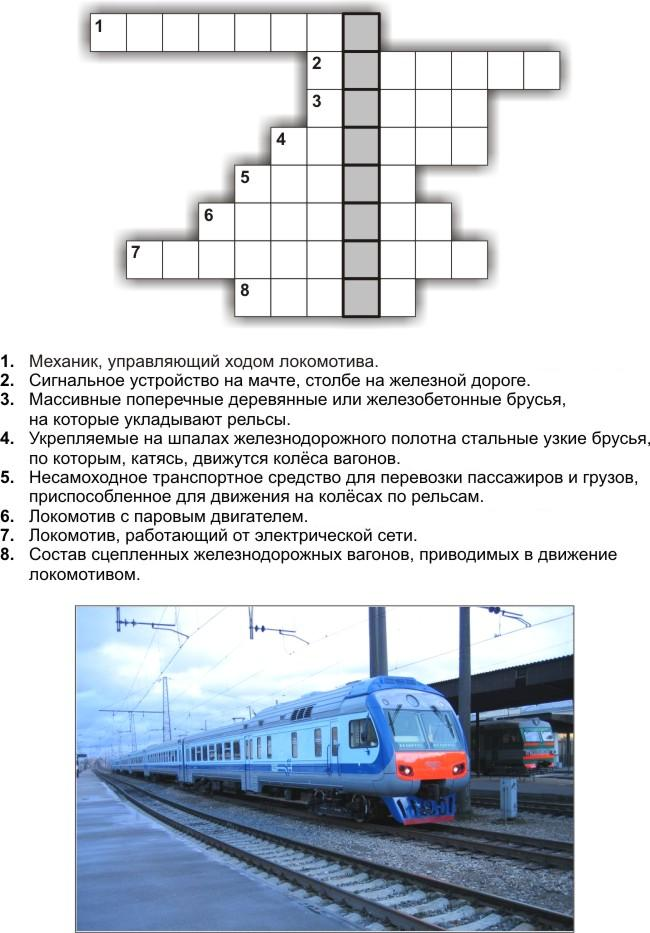 1
2
3
4
5
6
7
8
1. Механик, управляющий ходом локомотива.
2. Сигнальное устройство на мачте, столбе на железной дороге.
3. Массивные поперечные деревянные или железобетонные брусья,
на которые укладывают рельсы.
4. Укрепляемые на шпалах железнодорожного полотна стальные узкие брусья,
по которым, катясь, движутся колёса вагонов.
5. Несамоходное транспортное средство для перевозки пассажиров и грузов,
приспособленное для движения на колёсах по рельсам.
6. Локомотив с паровым двигателем.
7. Локомотив, работающий от электрической сети.
8. Состав сцепленных железнодорожных вагонов, приводимых в движение
локомотивом.